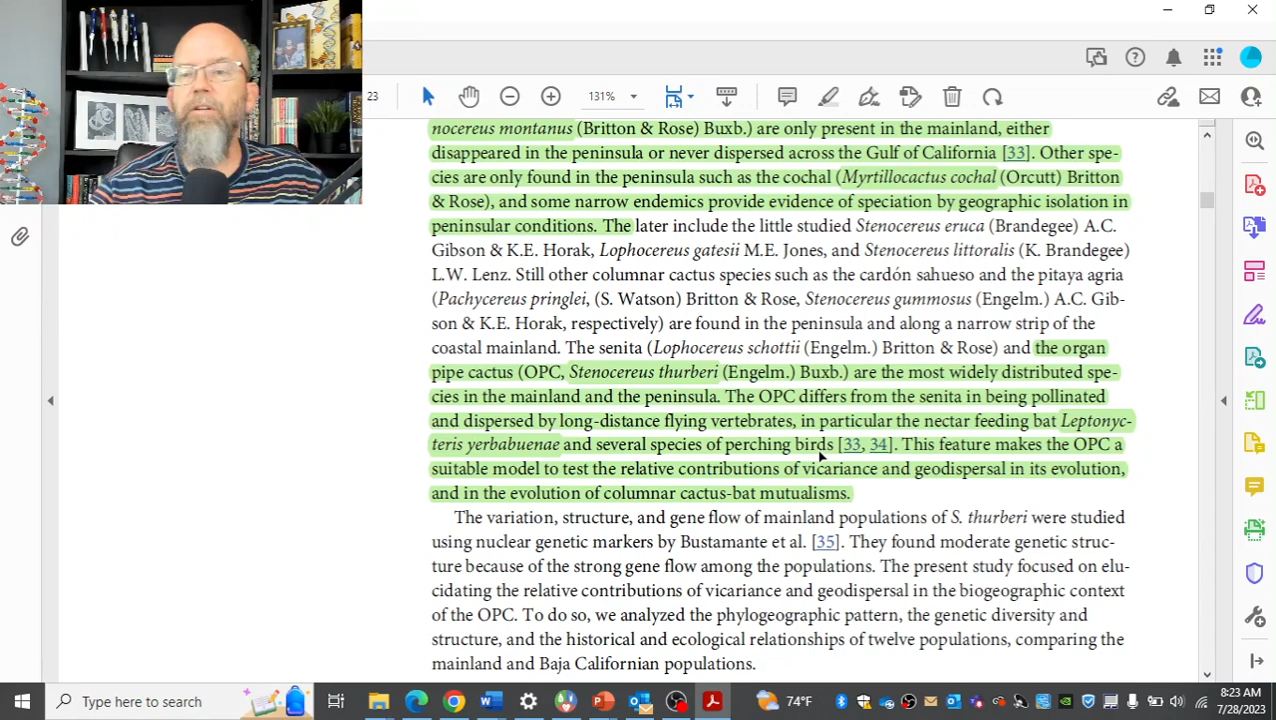 23
131%
nocereus montanus (Britton & Rose) Buxb.) are only present in the mainland, either
disappeared in the peninsula or never dispersed across the Gulf of California [33]. Other spe-
cies are only found in the peninsula such as the cochal (Myrtillocactus cochal (Orcutt) Britton
& Rose), and some narrow endemics provide evidence of speciation by geographic isolation in
peninsular conditions. The later include the little studied Stenocereus eruca (Brandegee) A.C.
Gibson & K.E. Horak, Lophocereus gatesii M.E. Jones, and Stenocereus littoralis (K. Brandegee)
L.W. Lenz. Still other columnar cactus species such as the cardón sahueso and the pitaya agria
(Pachycereus pringlei, (S. Watson) Britton & Rose, Stenocereus gummosus (Engelm.) A.C. Gib-
son & K.E. Horak, respectively) are found in the peninsula and along a narrow strip of the
coastal mainland. The senita (Lophocereus schottii (Engelm.) Britton & Rose) and the organ
pipe cactus (OPC, Stenocereus thurberi (Engelm.) Buxb.) are the most widely distributed spe-
cies in the mainland and the peninsula. The OPC differs from the senita in being pollinated
and dispersed by long-distance flying vertebrates, in particular the nectar feeding bat Leptonyc-
teris yerbabuenae and several species of perching birds [33, 34]. This feature makes the OPC a
suitable model to test the relative contributions of vicariance and geodispersal in its evolution,
and in the evolution of columnar cactus-bat mutualisms.
The variation, structure, and gene flow of mainland populations of S. thurberi were studied
using nuclear genetic markers by Bustamante et al. [35]. They found moderate genetic struc-
ture because of the strong gene flow among the populations. The present study focused on elu-
cidating the relative contributions of vicariance and geodispersal in the biogeographic context
of the OPC. To do so, we analyzed the phylogeographic pattern, the genetic diversity and
structure, and the historical and ecological relationships of twelve populations, comparing the
mainland and Baja Californian populations.
Type here to search
74°F
8:23 AM
7/28/2023